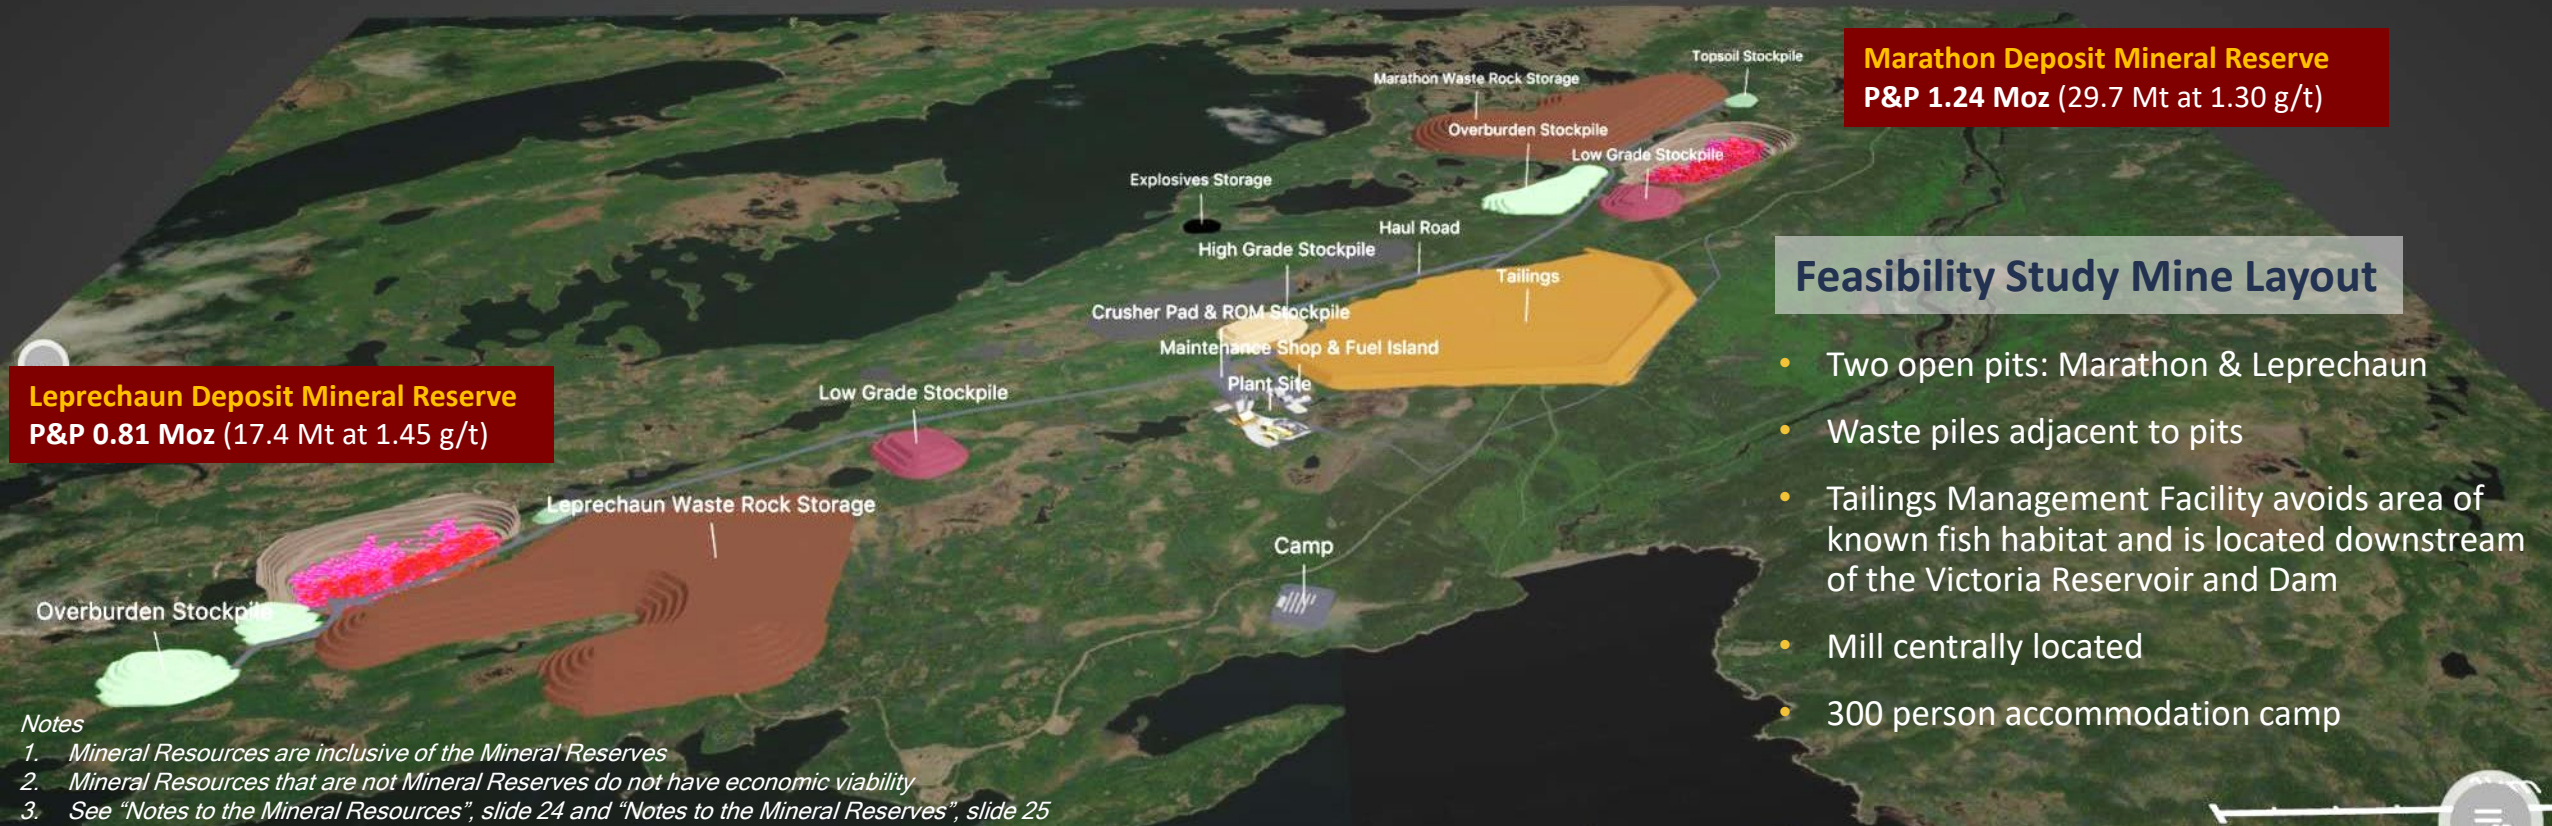 Topsoil Stockpile
Marathon Waste Rock Storage
Overburden Stockpile
Low Grade Stockpile
Explosives Storage
Haul Road
High Grade Stockpile
Tailings
Crusher Pad & ROM Stockpile
Maintenance Shop & Fuel Island
Plant Site
Low Grade Stockpile
Leprechaun Waste Rock Storage
Camp
Overburden Stockpile
Marathon Deposit Mineral Reserve
P&P 1.24 Moz (29.7 Mt at 1.30 g/t)
Leprechaun Deposit Mineral Reserve
P&P 0.81 Moz (17.4 Mt at 1.45 g/t)
Feasibility Study Mine Layout
• Two open pits: Marathon & Leprechaun
• Waste piles adjacent to pits
• Tailings Management Facility avoids area of
known fish habitat and is located downstream
of the Victoria Reservoir and Dam
• Mill centrally located
• 300 person accommodation camp
Notes
1. Mineral Resources are inclusive of the Mineral Reserves
2. Mineral Resources that are not Mineral Reserves do not have economic viability
3. See “Notes to the Mineral Resources”, slide 24 and “Notes to the Mineral Reserves”, slide 25